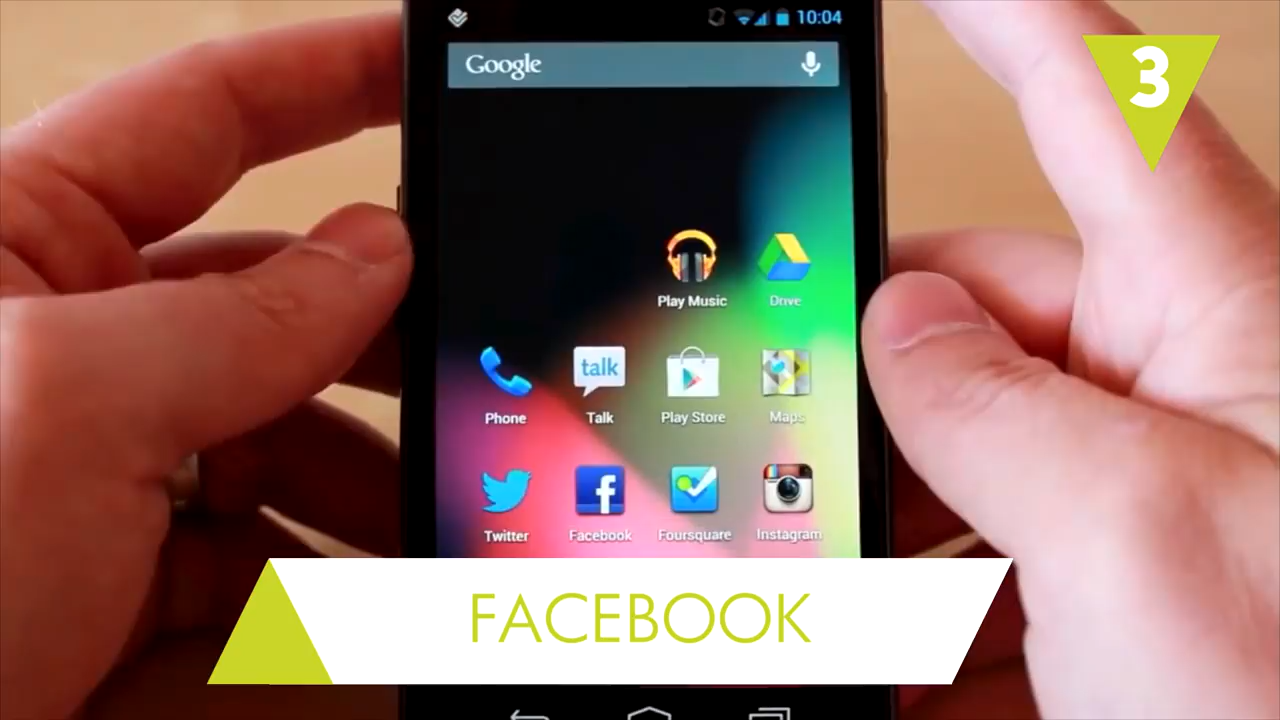 10:04
Google
3
Play Music
Drive
talk
Phone
Talk
Play Store
Maps
Twitter
Facebook
Foursquare
Instagram
FACEBOOK